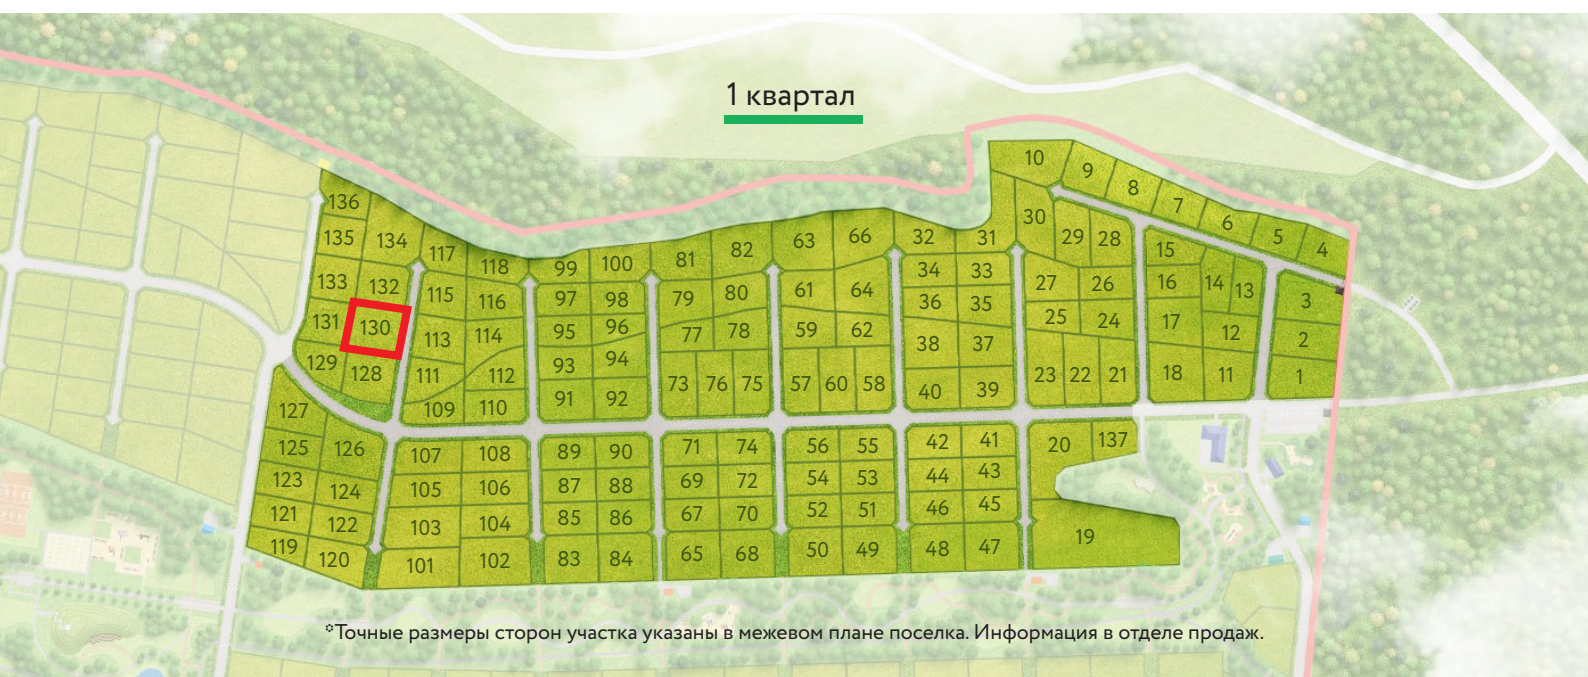 1 квартал
10
9
8
7
6
5
4
136
30
135 134 117 63 66 32 31 29 28
118 99 100 81 82 15
133 132 115 116 97 98 79 80 61 64 34 33 27 26 16 14 13 3
36 35
131 130 113 114 95 96 77 78 59 62 38 37 25 24 17 12 2
129 128 111 112 93 94 73 76 75 57 60 58 40 39 23 22 21 18 11 1
127 109 110 91 92
125 126 107 108 89 90 71 74 56 55 42 41 20 137
123 124 105 106 87 88 69 72 54 53 44 43
121 122 103 104 85 86 67 70 52 51 46 45
119 120 101 102 83 84 65 68 50 49 48 47 19
*Точные размеры сторон участка указаны в межевом плане поселка. Информация в отделе продаж.